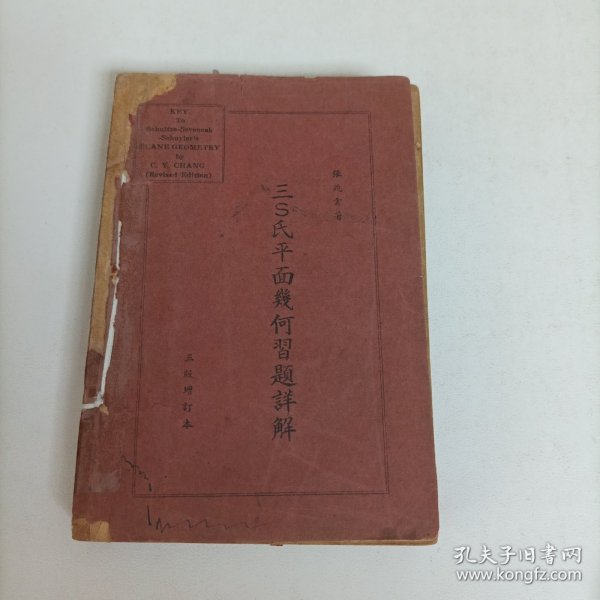 KEY
To
Schultze-Sevenoak
-Schuyler's
PLANE GEOMETRY
by
C. Y. CHANG
(Revised Edition)
張兆雲著
三S氏平面幾何習題詳解
三版增訂本
孔夫子旧书网
www.kongfz.com